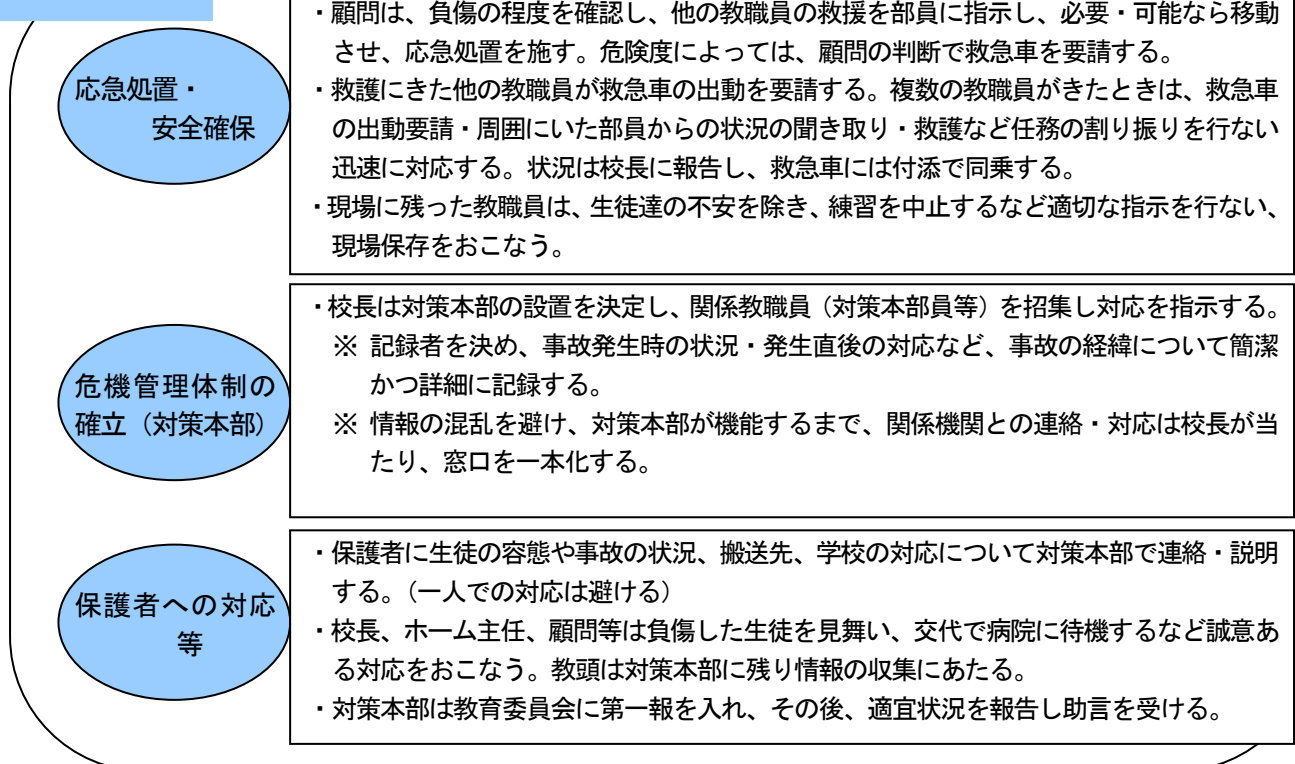 ・顧問は、負傷の程度を確認し、他の教職員の救援を部員に指示し、必要・可能なら移動
させ、応急処置を施す。危険度によっては、顧問の判断で救急車を要請する。
・救護にきた他の教職員が救急車の出動を要請する。複数の教職員がきたときは、救急車
の出動要請・周囲にいた部員からの状況の聞き取り・救護など任務の割り振りを行ない
迅速に対応する。状況は校長に報告し、救急車には付添で同乗する。
・現場に残った教職員は、生徒達の不安を除き、練習を中止するなど適切な指示を行ない、
現場保存をおこなう。
応急処置・
安全確保
・校長は対策本部の設置を決定し、関係教職員（対策本部員等）を招集し対応を指示する。
※ 記録者を決め、事故発生時の状況・発生直後の対応など、事故の経緯について簡潔
かつ詳細に記録する。
※ 情報の混乱を避け、対策本部が機能するまで、関係機関との連絡・対応は校長が当
たり、窓口を一本化する。
危機管理体制の
確立（対策本部）
・保護者に生徒の容態や事故の状況、搬送先、学校の対応について対策本部で連絡・説明
する。（一人での対応は避ける）
・校長、ホーム主任、顧問等は負傷した生徒を見舞い、交代で病院に待機するなど誠意あ
る対応をおこなう。教頭は対策本部に残り情報の収集にあたる。
・対策本部は教育委員会に第一報を入れ、その後、適宜状況を報告し助言を受ける。
保護者への対応
等